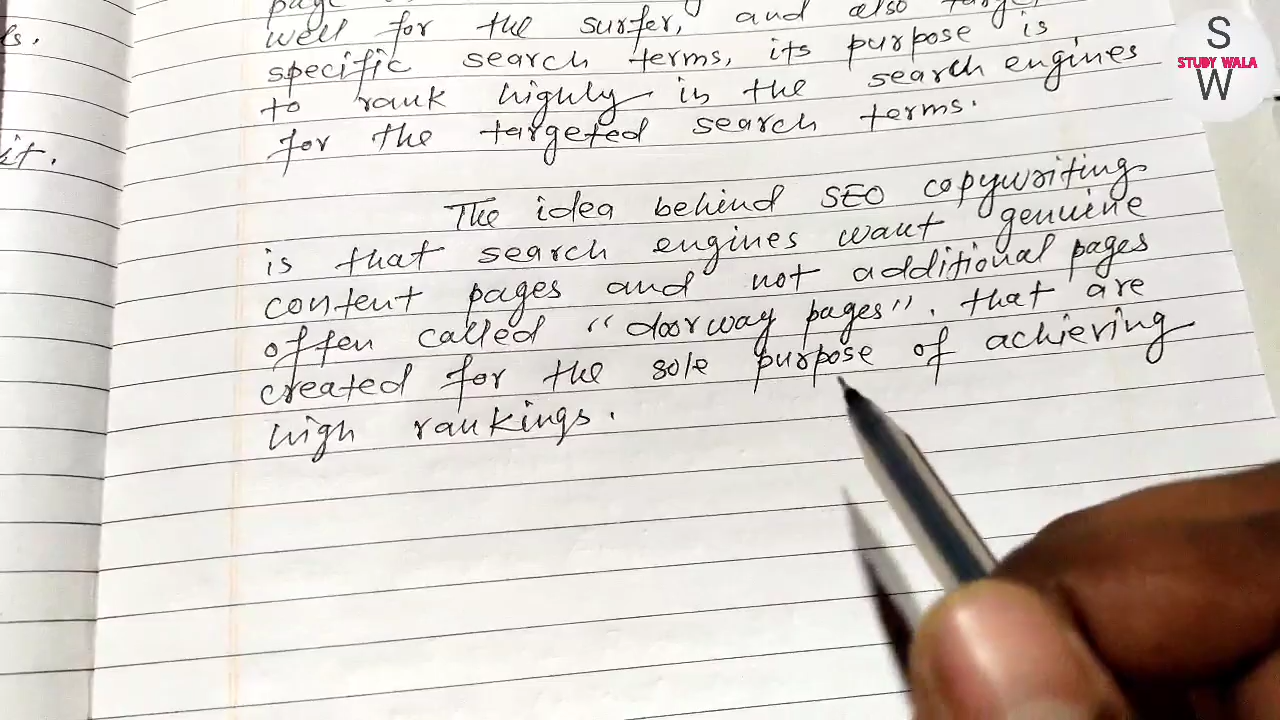 page
well for the surfer, and also
specific search terms, its purpose is
to rank highly in the search engines
for the targeted search terms.
The idea behind SEO copywriting
is that search engines want genuine
content pages and not additional pages
often called "doorway pages". that are
created for the sole purpose of achieving
high rankings.
ls.
it.
S
STUDY WALA
W